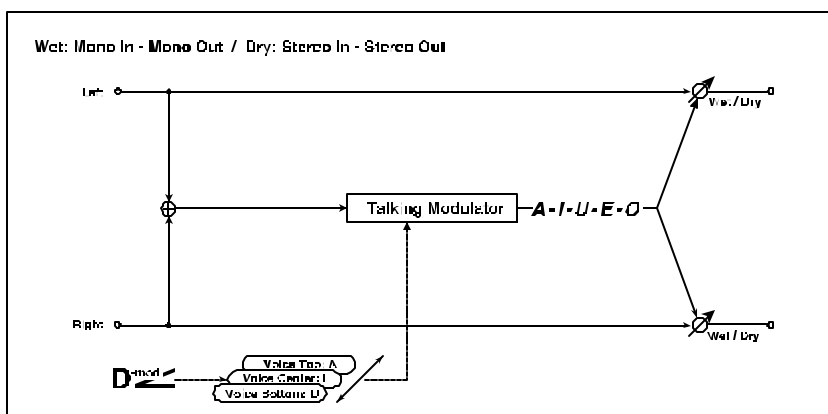 Wet: Mono In - Mono Out / Dry: Stereo In - Stereo Out
Left
Wet / Dry
Talking Modulator
A - I - U - E - O
Right
Wet / Dry
D-mod
Voice Top: A
Voice Center: I
Voice Bottom: